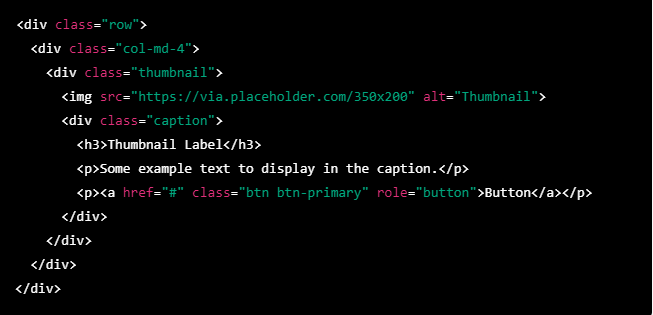 <div class="row">
  <div class="col-md-4">
    <div class="thumbnail">
      <img src="https://via.placeholder.com/350x200" alt="Thumbnail">
      <div class="caption">
        <h3>Thumbnail Label</h3>
        <p>Some example text to display in the caption.</p>
        <p><a href="#" class="btn btn-primary" role="button">Button</a></p>
      </div>
    </div>
  </div>
</div>